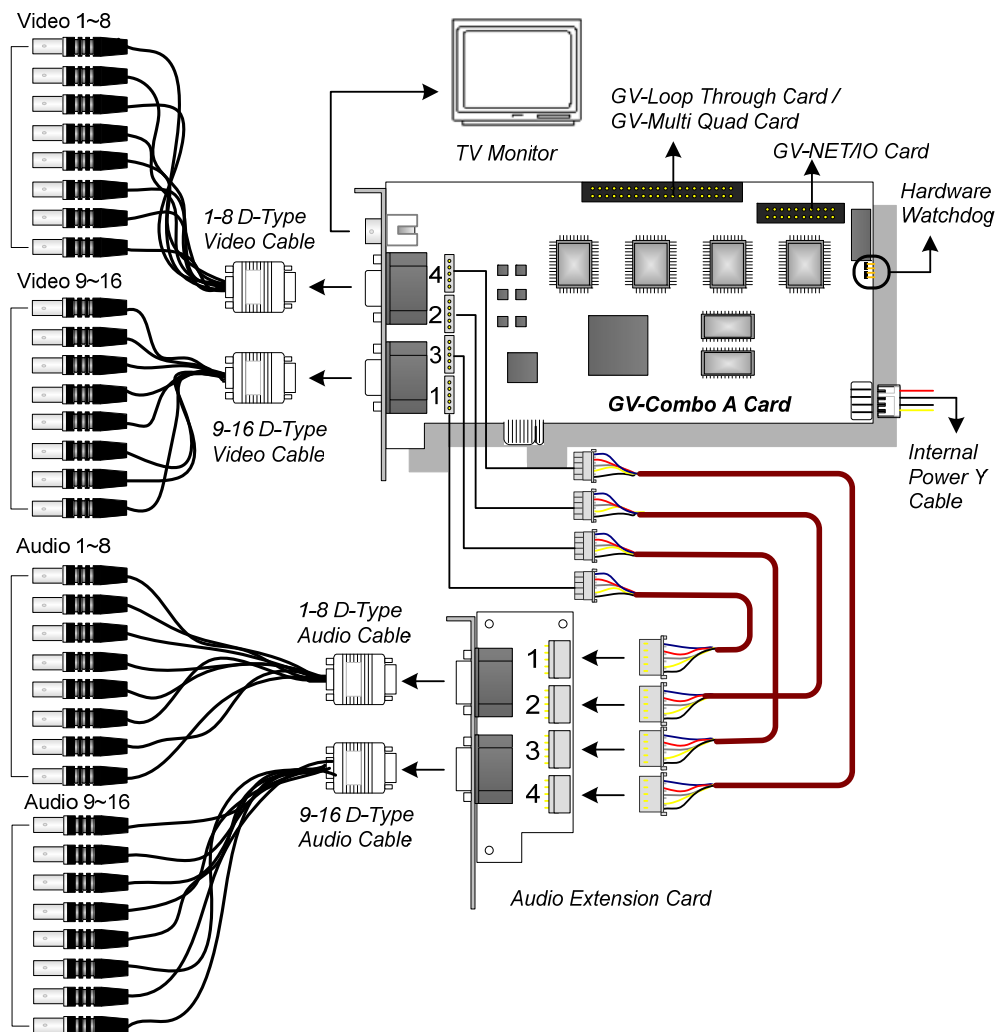 Video 1~8
TV Monitor
GV-Loop Through Card /
GV-Multi Quad Card
GV-NET/IO Card
Hardware
Watchdog
1-8 D-Type
Video Cable
Video 9~16
4
2
3
1
9-16 D-Type
Video Cable
GV-Combo A Card
Internal
Power Y
Cable
Audio 1~8
1-8 D-Type
Audio Cable
1
2
3
4
Audio 9~16
9-16 D-Type
Audio Cable
Audio Extension Card